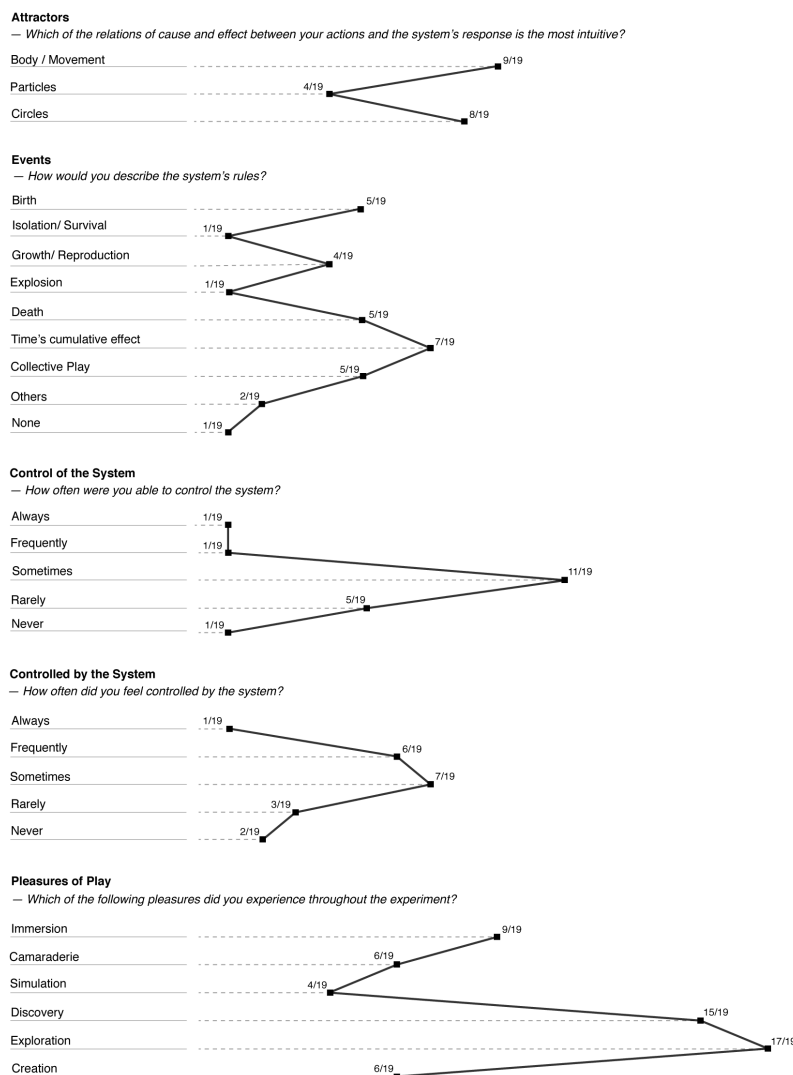 Attractors
— Which of the relations of cause and effect between your actions and the system's response is the most intuitive?
Body / Movement 9/19
Particles 4/19
Circles 8/19
Events
— How would you describe the system's rules?
Birth 5/19
Isolation/ Survival 1/19
Growth/ Reproduction 4/19
Explosion 1/19
Death 5/19
Time's cumulative effect 7/19
Collective Play 5/19
Others 2/19
None 1/19
Control of the System
— How often were you able to control the system?
Always 1/19
Frequently 1/19
Sometimes 11/19
Rarely 5/19
Never 1/19
Controlled by the System
— How often did you feel controlled by the system?
Always 1/19
Frequently 6/19
Sometimes 7/19
Rarely 3/19
Never 2/19
Pleasures of Play
— Which of the following pleasures did you experience throughout the experiment?
Immersion 9/19
Camaraderie 6/19
Simulation 4/19
Discovery 15/19
Exploration 17/19
Creation 6/19